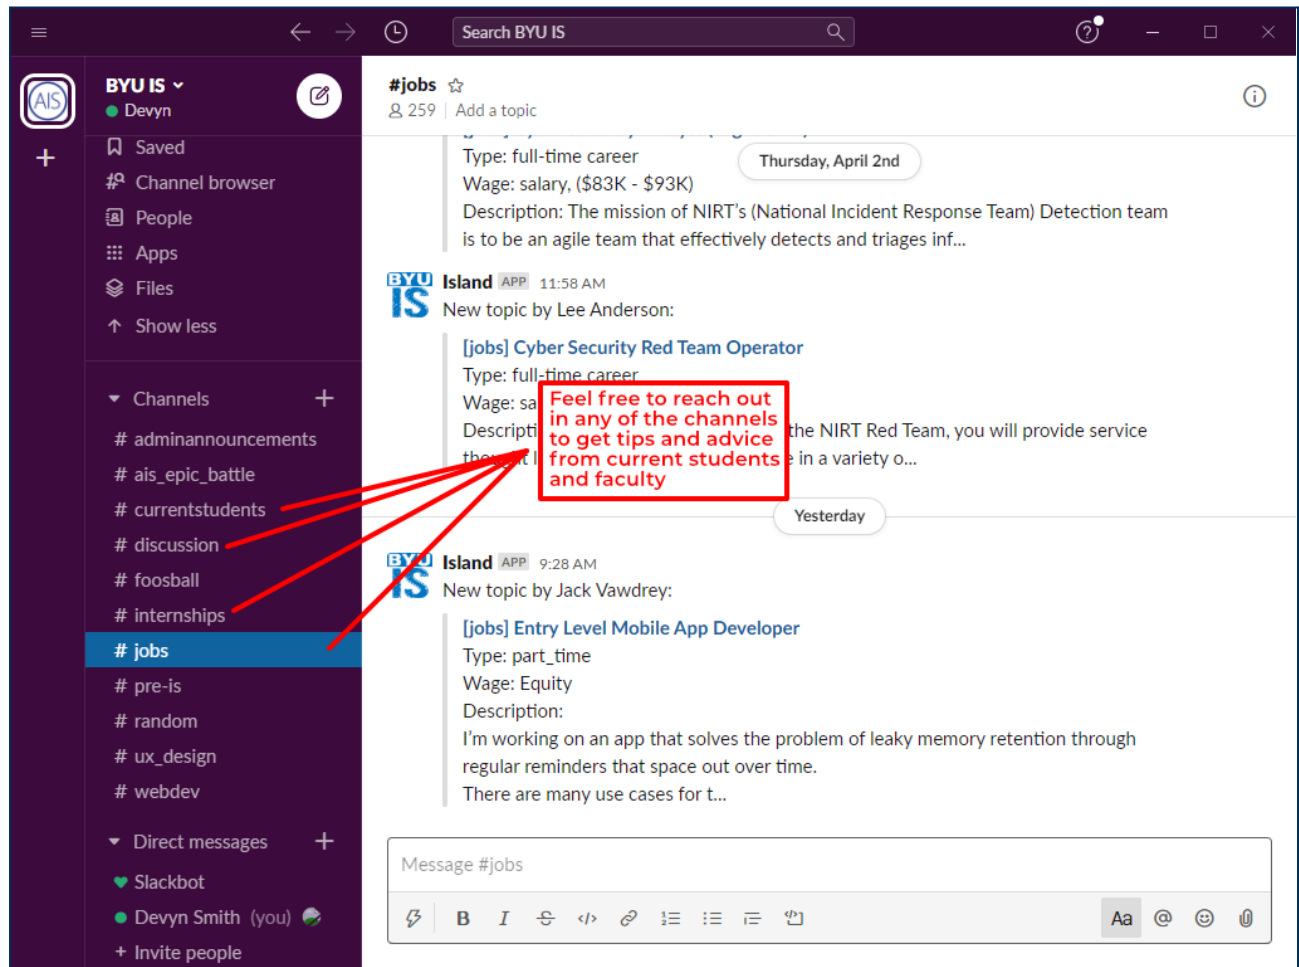 Search BYU IS
AIS
BYU IS
Devyn
Saved
Channel browser
People
Apps
Files
Show less
Channels
# adminannouncements
# ais_epic_battle
# currentstudents
# discussion
# foosball
# internships
# jobs
# pre-is
# random
# ux_design
# webdev
Direct messages
Slackbot
Devyn Smith (you)
+ Invite people
#jobs
259 Add a topic
Thursday, April 2nd
Type: full-time career
Wage: salary, ($83K - $93K)
Description: The mission of NIRT's (National Incident Response Team) Detection team
is to be an agile team that effectively detects and triages inf...
BYU IS
Island APP 11:58 AM
New topic by Lee Anderson:
[jobs] Cyber Security Red Team Operator
Type: full-time career
Wage: sa
Descripti the NIRT Red Team, you will provide service
in a variety o...
Feel free to reach out
in any of the channels
to get tips and advice
from current students
and faculty
Yesterday
BYU IS
Island APP 9:28 AM
New topic by Jack Vawdrey:
[jobs] Entry Level Mobile App Developer
Type: part_time
Wage: Equity
Description:
I'm working on an app that solves the problem of leaky memory retention through
regular reminders that space out over time.
There are many use cases for t...
Message #jobs
B I S </> Aa @